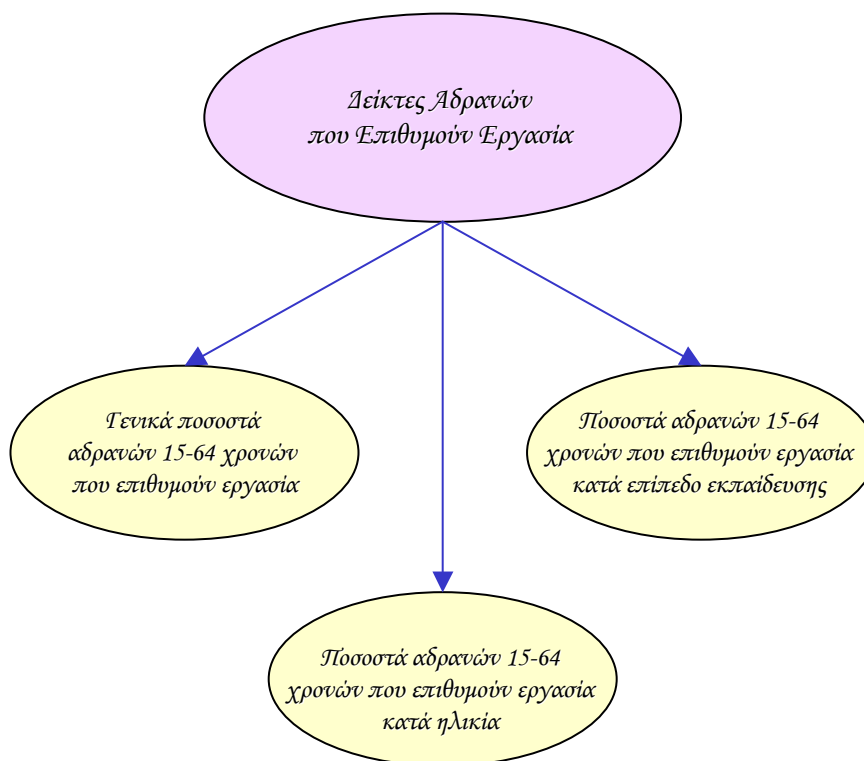 Δείκτες Αδρανών
που Επιθυμούν Εργασία
Γενικά ποσοστά
αδρανών 15-64 χρονών
που επιθυμούν εργασία
Ποσοστά αδρανών 15-64
χρονών που επιθυμούν εργασία
κατά επίπεδο εκπαίδευσης
Ποσοστά αδρανών 15-64
χρονών που επιθυμούν εργασία
κατά ηλικία